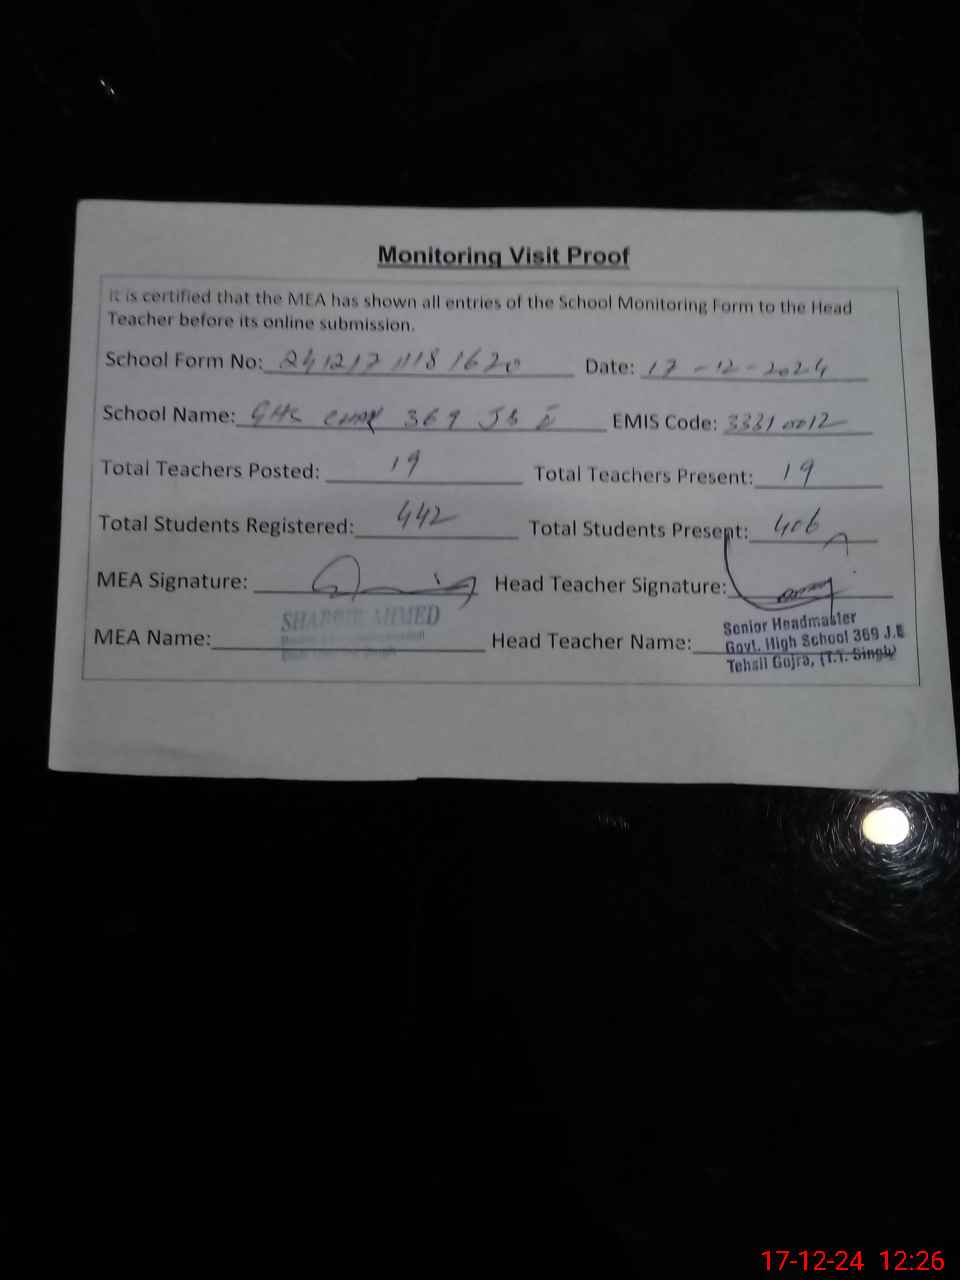 Monitoring Visit Proof
It is certified that the MEA has shown all entries of the School Monitoring Form to the Head
Teacher before its online submission.
School Form No: 241217 1118 1620 Date: 17-12-2024
School Name: GHS CHAK 369 JB EMIS Code: 33310012
Total Teachers Posted: 19 Total Teachers Present: 19
Total Students Registered: 442 Total Students Present: 406
MEA Signature: Head Teacher Signature:
SHABBIR AHMED
MEA Name: Head Teacher Name:
Senior Headmaster
Govt. High School 369 J.B
Tehsil Gojra, (T.T. Singh)
17-12-24 12:26